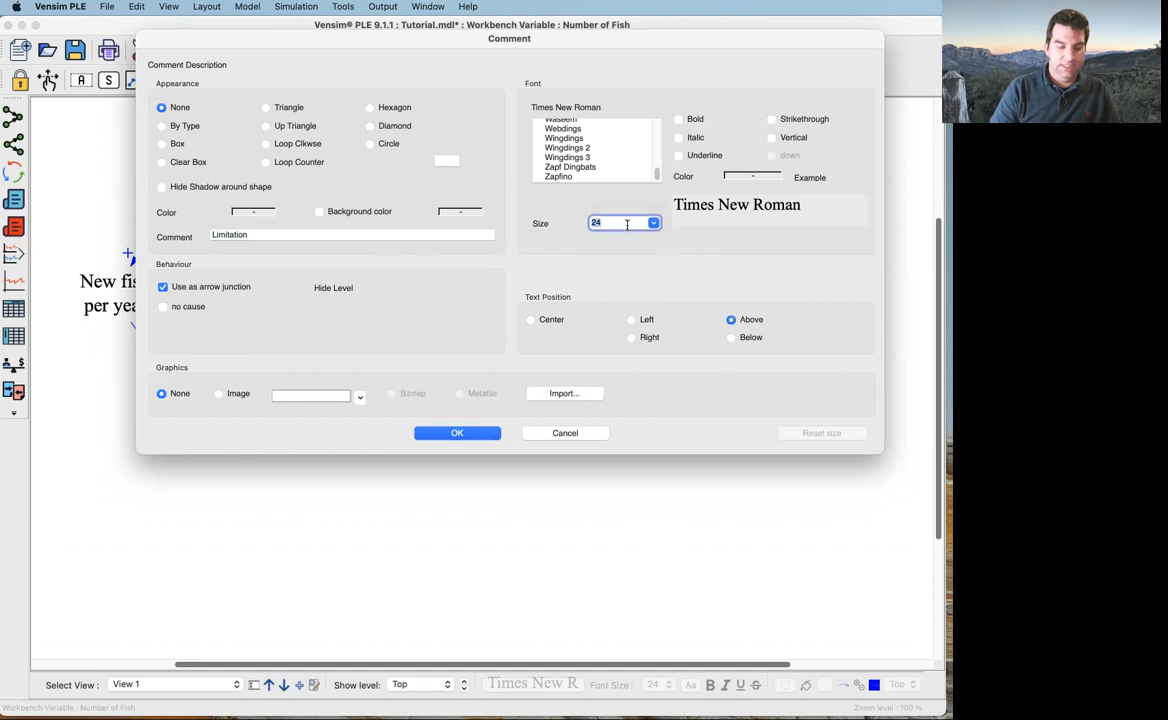 Vensim PLE File Edit View Layout Model Simulation Tools Output Window Help
Vensim® PLE 9.1.1 : Tutorial.mdl* : Workbench Variable : Number of Fish
Comment
Comment Description
Appearance
None Triangle Hexagon
By Type Up Triangle Diamond
Box Loop Clkwse Circle
Clear Box Loop Counter
Hide Shadow around shape
Color - Background color -
Comment Limitation
Font
Times New Roman
Waseem
Webdings
Wingdings
Wingdings 2
Wingdings 3
Zapf Dingbats
Zapfino
Bold Strikethrough
Italic Vertical
Underline down
Color - Example
Times New Roman
Size 24
Behaviour
Use as arrow junction Hide Level
no cause
Text Position
Center Left Above
Right Below
Graphics
None Image Bitmap Metafile Import...
OK Cancel Reset size
A S
New fis
per yea
Select View : View 1 Show level: Top Times New R Font Size : 24 Aa B I U S Top
Workbench Variable : Number of Fish Zoom level : 100 %